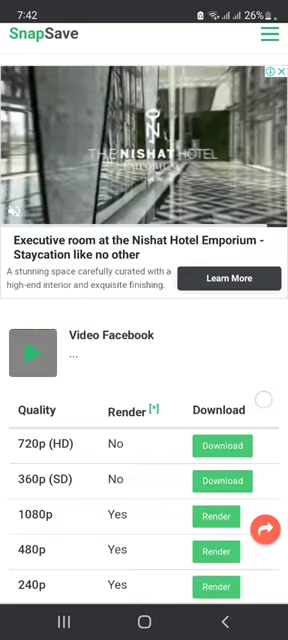 7:42
26%
SnapSave
THE NISHAT HOTEL
EMPORIUM
Executive room at the Nishat Hotel Emporium -
Staycation like no other
A stunning space carefully curated with a
high-end interior and exquisite finishing.
Learn More
Video Facebook
...
Quality Render [*] Download
720p (HD) No Download
360p (SD) No Download
1080p Yes Render
480p Yes Render
240p Yes Render